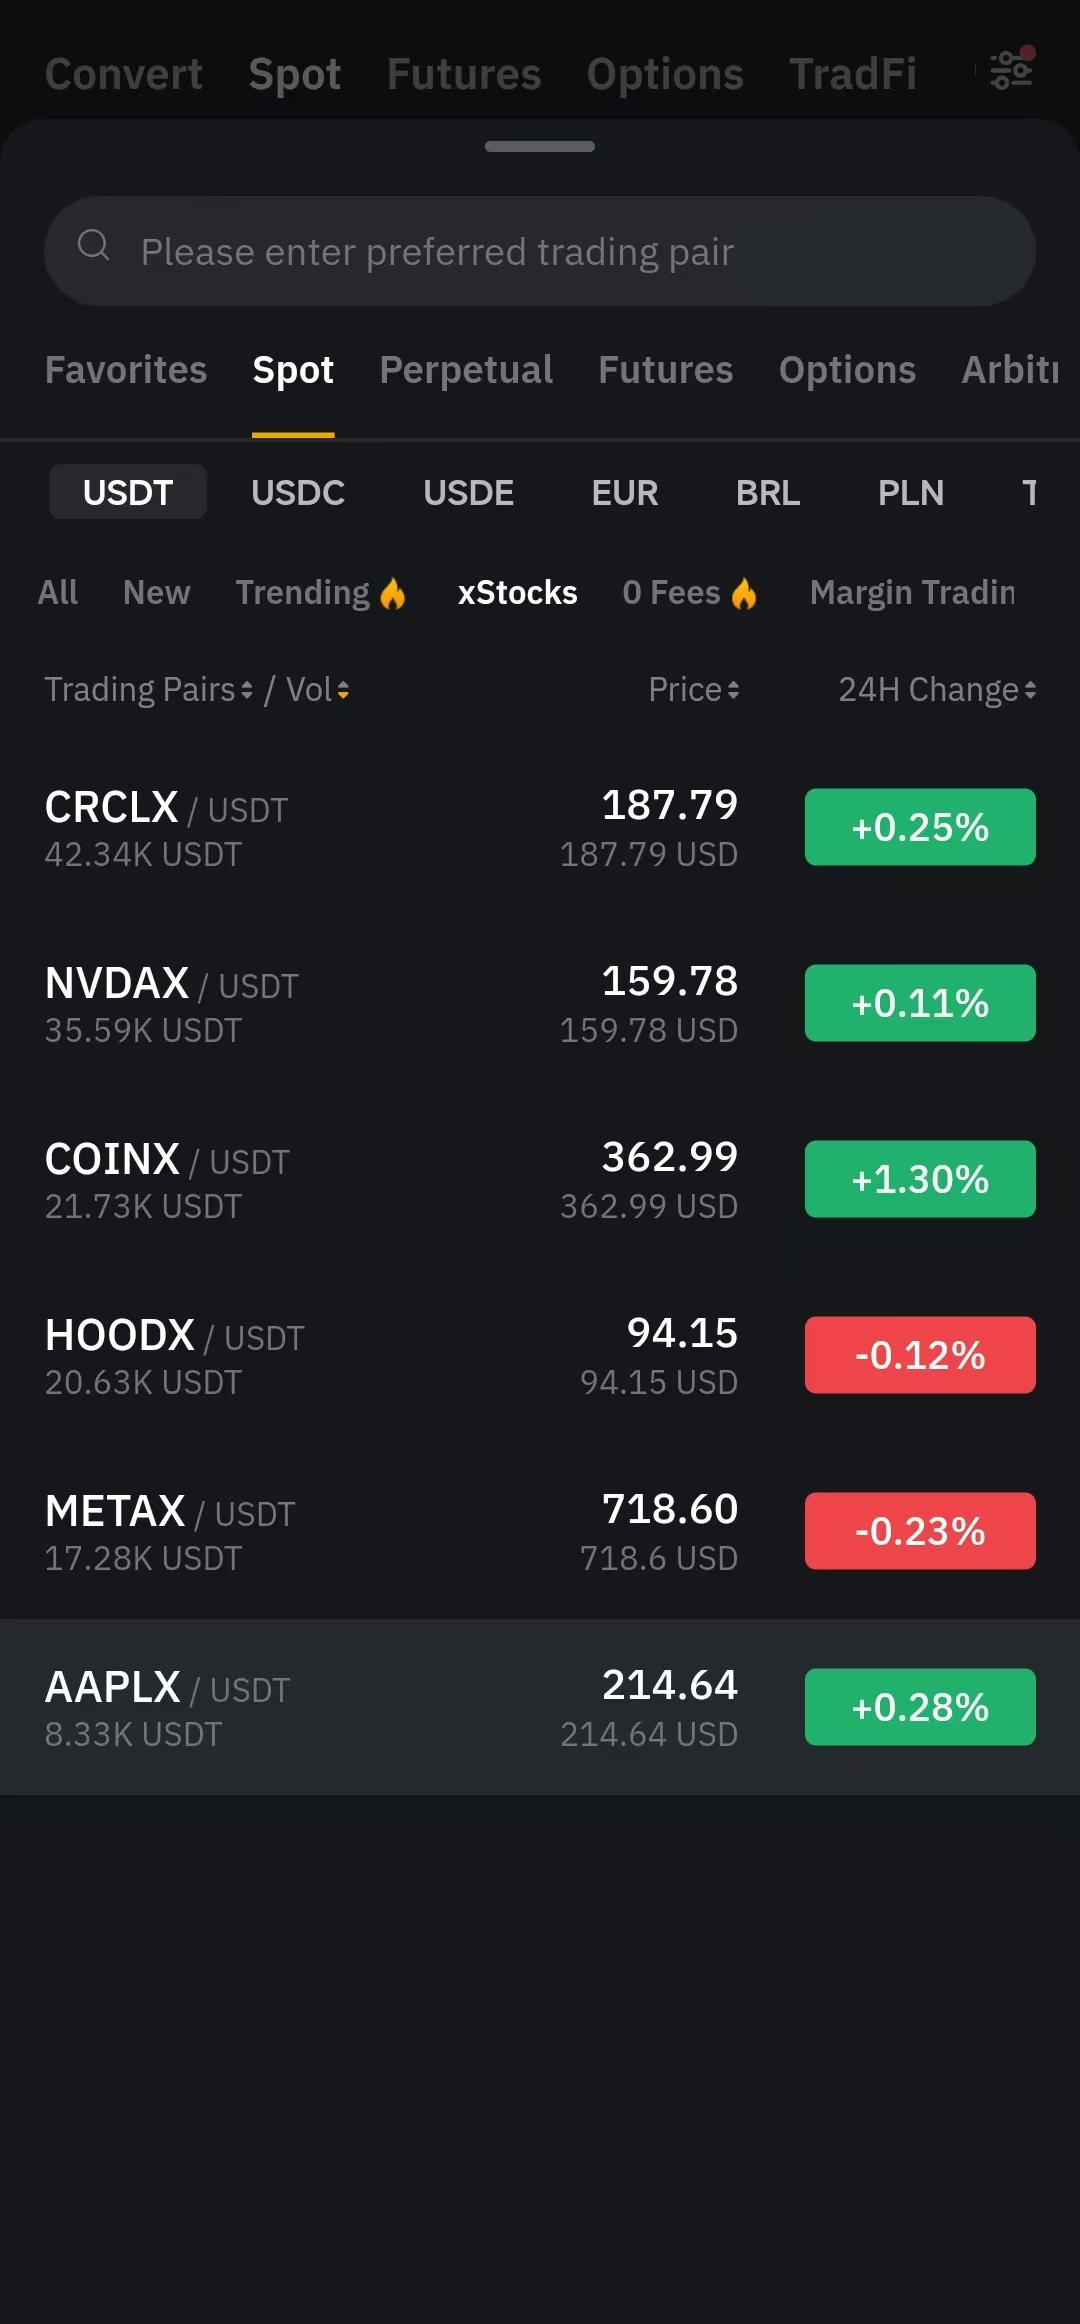 Convert Spot Futures Options TradFi
Please enter preferred trading pair
Favorites Spot Perpetual Futures Options
USDT USDC USDE EUR BRL PLN
All New Trending xStocks 0 Fees Margin Tradin
Trading Pairs / Vol Price 24H Change
CRCLX / USDT 187.79 +0.25%
42.34K USDT 187.79 USD
NVDAX / USDT 159.78 +0.11%
35.59K USDT 159.78 USD
COINX / USDT 362.99 +1.30%
21.73K USDT 362.99 USD
HOODX / USDT 94.15 -0.12%
20.63K USDT 94.15 USD
METAX / USDT 718.60 -0.23%
17.28K USDT 718.6 USD
AAPLX / USDT 214.64 +0.28%
8.33K USDT 214.64 USD